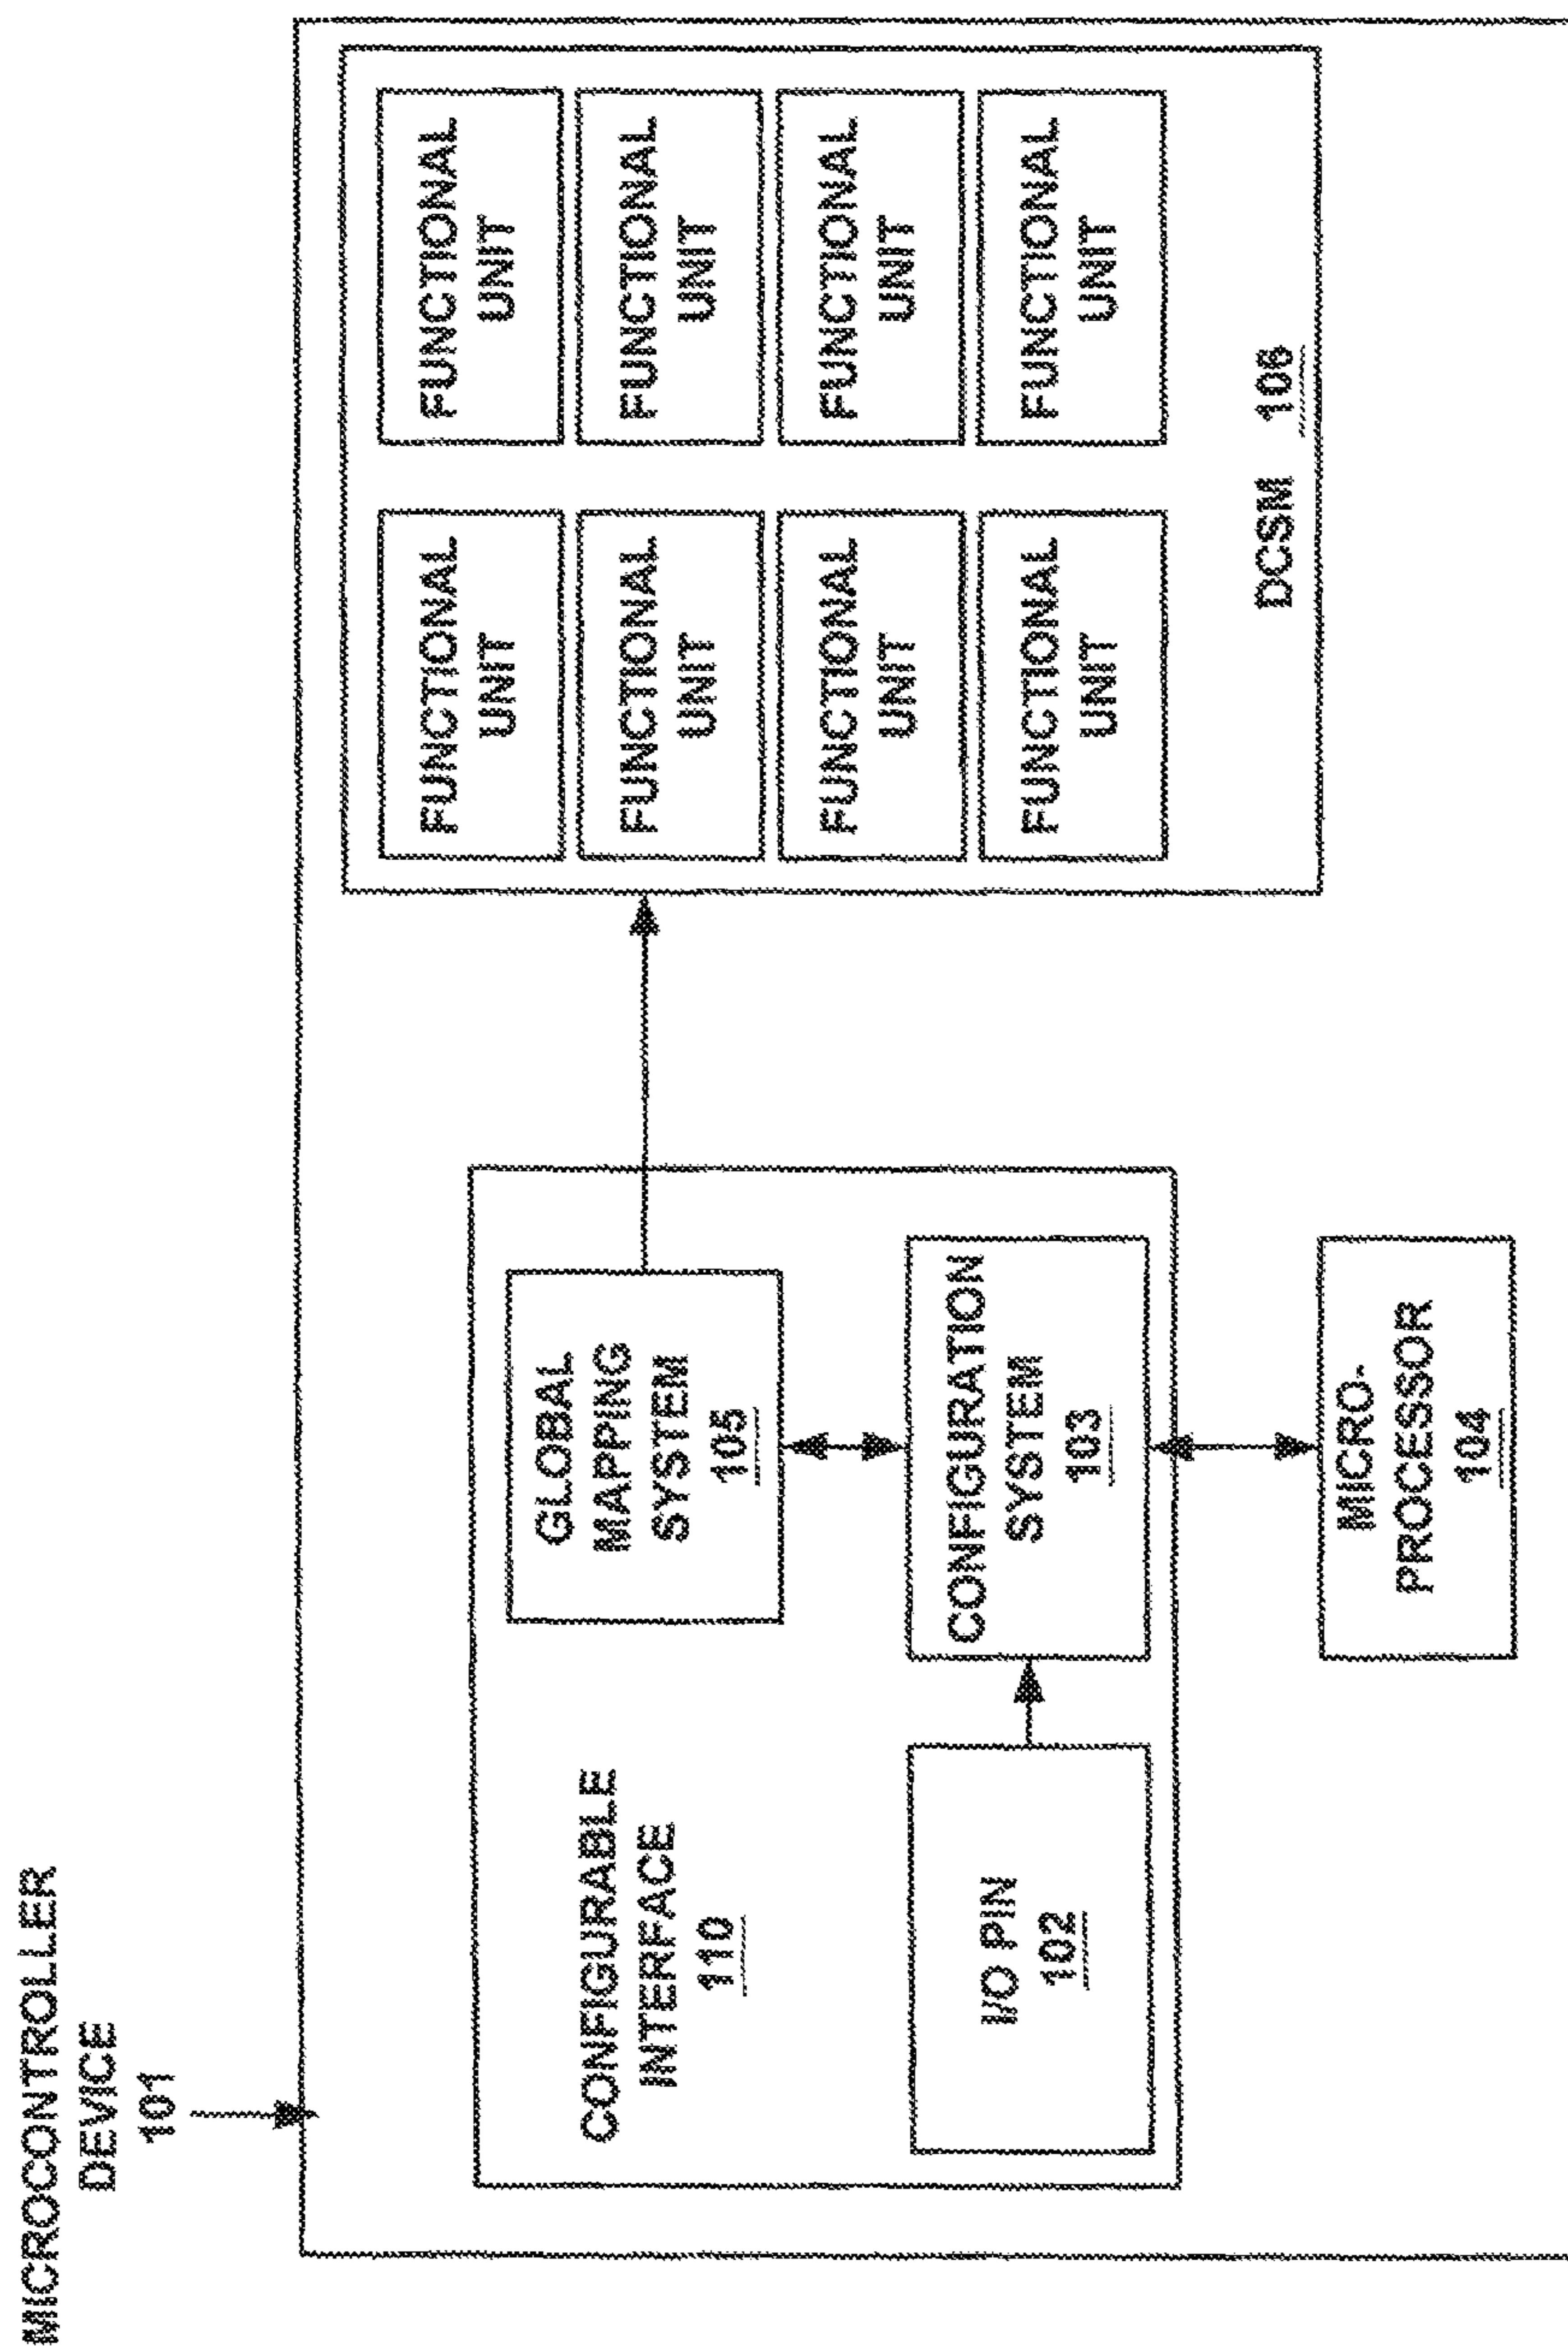 MICROCONTROLLER
DEVICE
101
CONFIGURABLE
INTERFACE
110
GLOBAL
MAPPING
SYSTEM
105
I/O PIN
102
CONFIGURATION
SYSTEM
103
MICRO-
PROCESSOR
104
FUNCTIONAL
UNIT
FUNCTIONAL
UNIT
FUNCTIONAL
UNIT
FUNCTIONAL
UNIT
FUNCTIONAL
UNIT
FUNCTIONAL
UNIT
FUNCTIONAL
UNIT
FUNCTIONAL
UNIT
DCSM